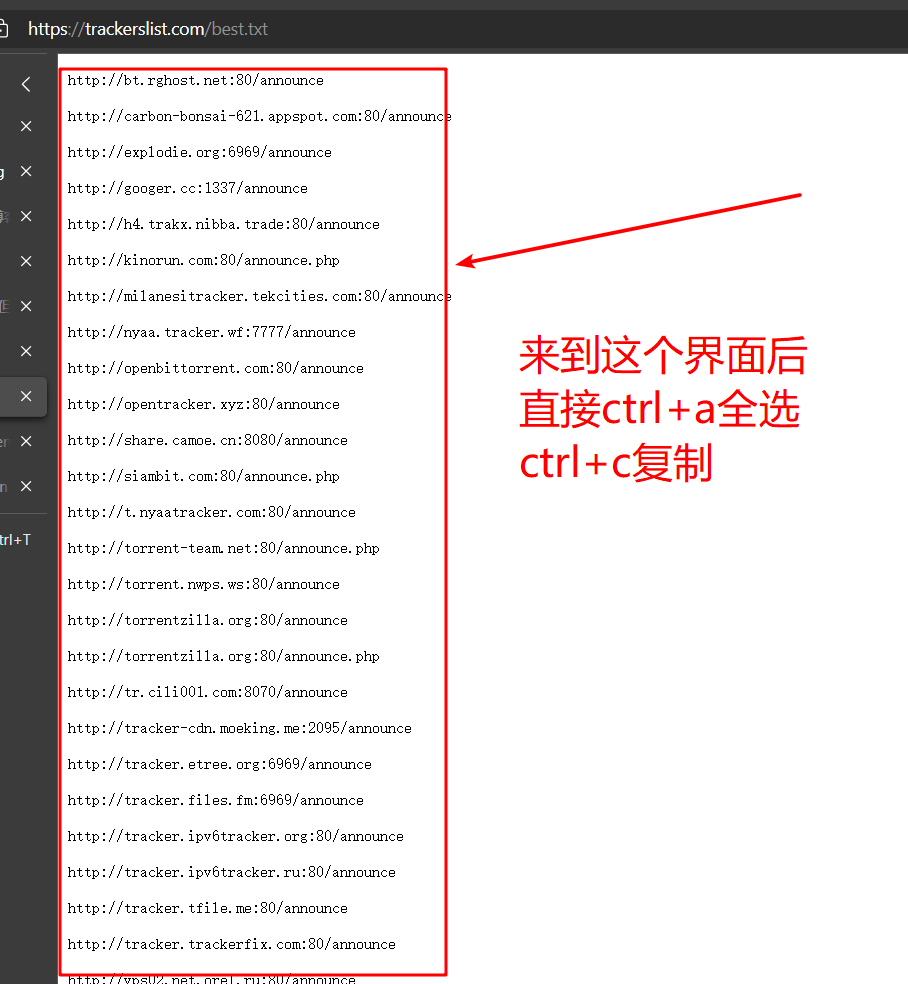 https://trackerslist.com/best.txt
http://bt.rghost.net:80/announce
http://carbon-bonsai-621.appspot.com:80/announce
http://explodie.org:6969/announce
http://googer.cc:1337/announce
http://h4.trakx.nibba.trade:80/announce
http://kinorun.com:80/announce.php
http://milanesitracker.tekcities.com:80/announce
http://nyaa.tracker.wf:7777/announce
http://openbittorrent.com:80/announce
http://opentracker.xyz:80/announce
http://share.camoe.cn:8080/announce
http://siambit.com:80/announce.php
http://t.nyaatracker.com:80/announce
http://torrent-team.net:80/announce.php
http://torrent.nwps.ws:80/announce
http://torrentzilla.org:80/announce
http://torrentzilla.org:80/announce.php
http://tr.cili001.com:8070/announce
http://tracker-cdn.moeking.me:2095/announce
http://tracker.etree.org:6969/announce
http://tracker.files.fm:6969/announce
http://tracker.ipv6tracker.org:80/announce
http://tracker.ipv6tracker.ru:80/announce
http://tracker.tfile.me:80/announce
http://tracker.trackerfix.com:80/announce
http://vps02.net.orel.ru:80/announce
来到这个界面后
直接ctrl+a全选
ctrl+c复制
trl+T